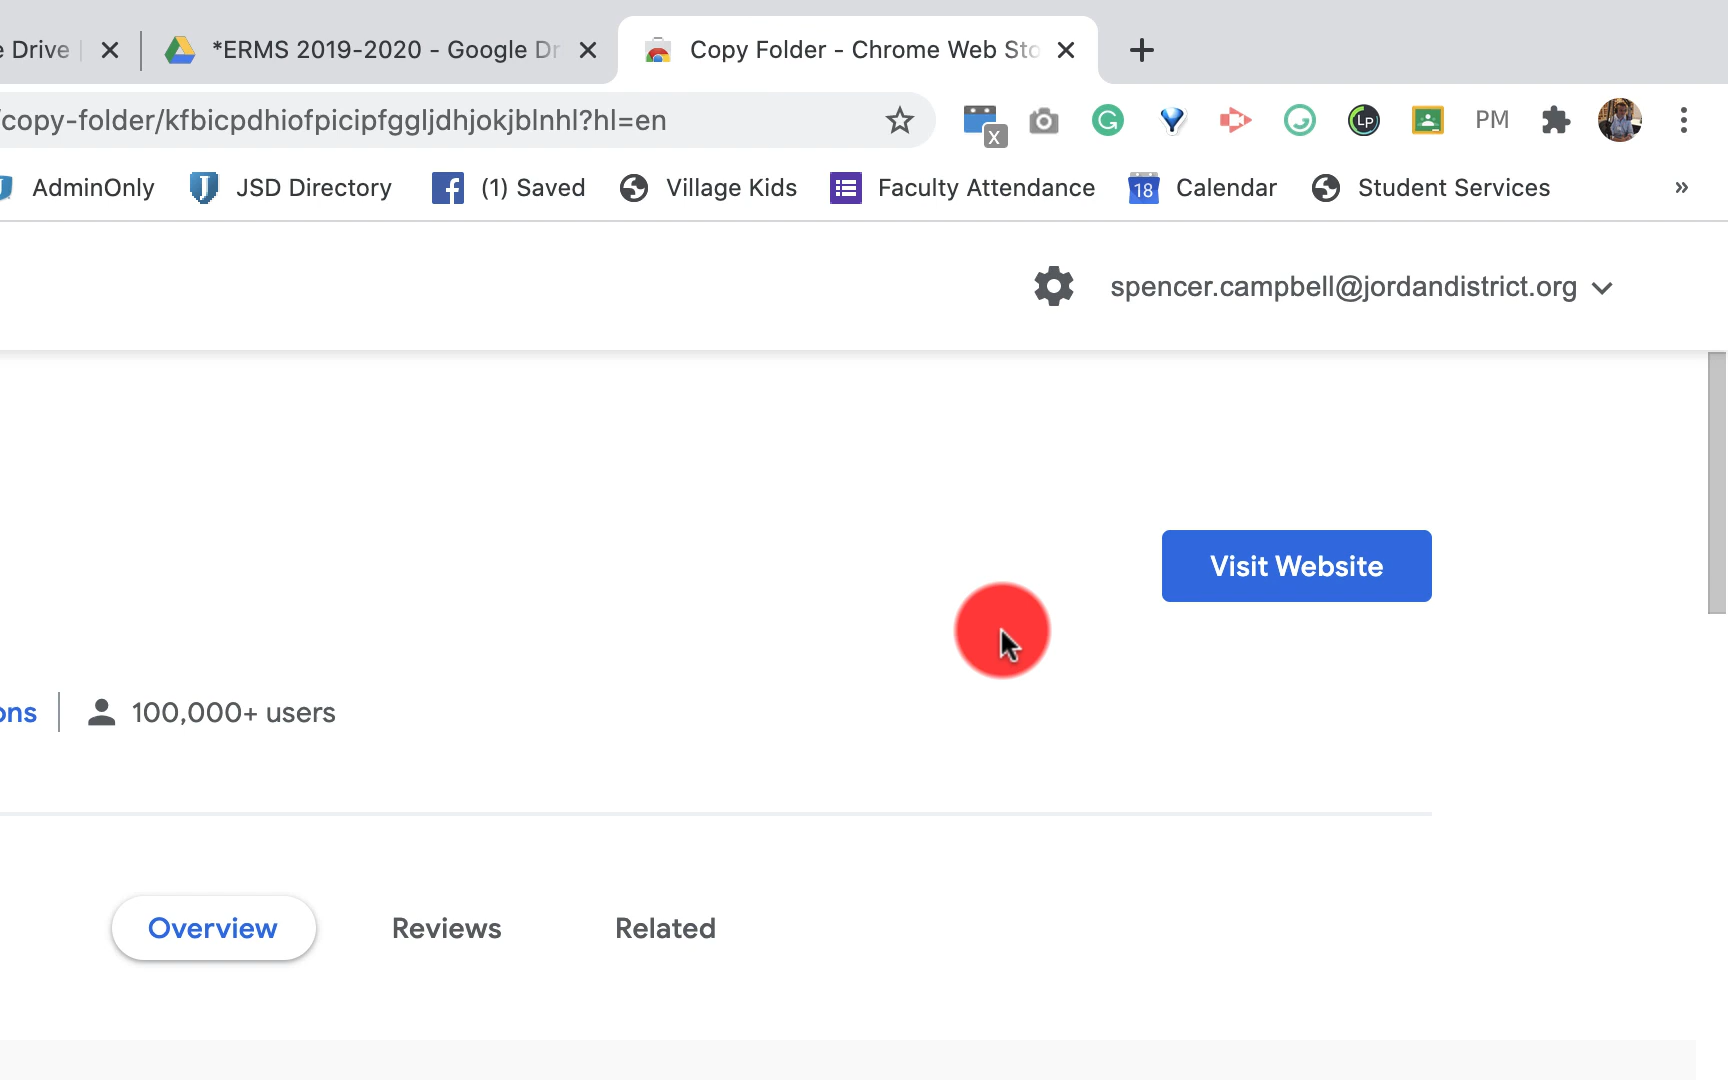 e Drive
*ERMS 2019-2020 - Google Dr
Copy Folder - Chrome Web Sto
/copy-folder/kfbicpdhiofpicipfggljdhjokjblnhl?hl=en
X
G
LP
PM
AdminOnly
J
JSD Directory
f
(1) Saved
Village Kids
Faculty Attendance
18
Calendar
Student Services
»
spencer.campbell@jordandistrict.org
Visit Website
ons
100,000+ users
Overview
Reviews
Related